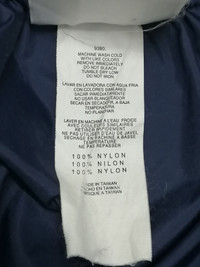 9380
MACHINE WASH COLD
WITH LIKE COLORS
REMOVE IMMEDIATELY
DO NOT BLEACH
TUMBLE DRY LOW
DO NOT IRON
LAVAR EN LAVADORA CON AGUA FRIA
CON COLORES SIMILARES
SACAR INMEDIATAMENTE
NO USAR BLANQUEADOR
SECAR EN SECADORA A BAJA
TEMPERATURA
NO PLANCHAR
LAVER EN MACHINE A L'EAU FROIDE
AVEC COULEURS SIMILAIRES
RETIRER IMMEDIATEMENT
NE PAS UTILISER D'EAU DE JAVEL
SECHAGE MACHINE A BASSE
TEMPERATURE
NE PAS REPASSER
100% NYLON
100% NILON
100% NYLON
MADE IN TAIWAN
HECHO EN TAIWAN
FABRIQUE A TAIWAN